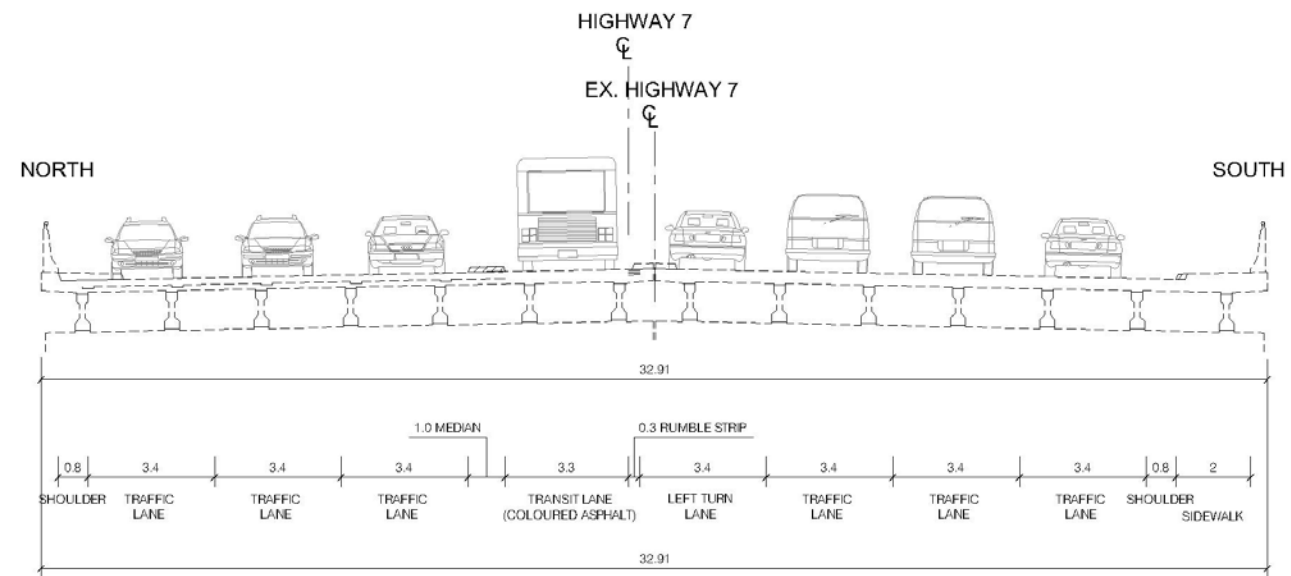 HIGHWAY 7
℄
EX. HIGHWAY 7
℄
NORTH
SOUTH
32.91
1.0 MEDIAN
0.3 RUMBLE STRIP
0.8
3.4
3.4
3.4
3.3
3.4
3.4
3.4
3.4
0.8
2
SHOULDER
TRAFFIC
LANE
TRAFFIC
LANE
TRAFFIC
LANE
TRANSIT LANE
(COLOURED ASPHALT)
LEFT TURN
LANE
TRAFFIC
LANE
TRAFFIC
LANE
TRAFFIC
LANE
SHOULDER
SIDEWALK
32.91